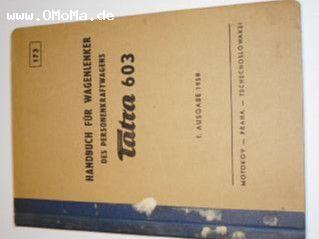 www.OMoMa.de
173
HANDBUCH FÜR WAGENLENKER
DES PERSONENKRAFTWAGENS
Tatra 603
1. AUSGABE 1958
MOTOKOV — PRAHA — TSCHECHOSLOWAKEI